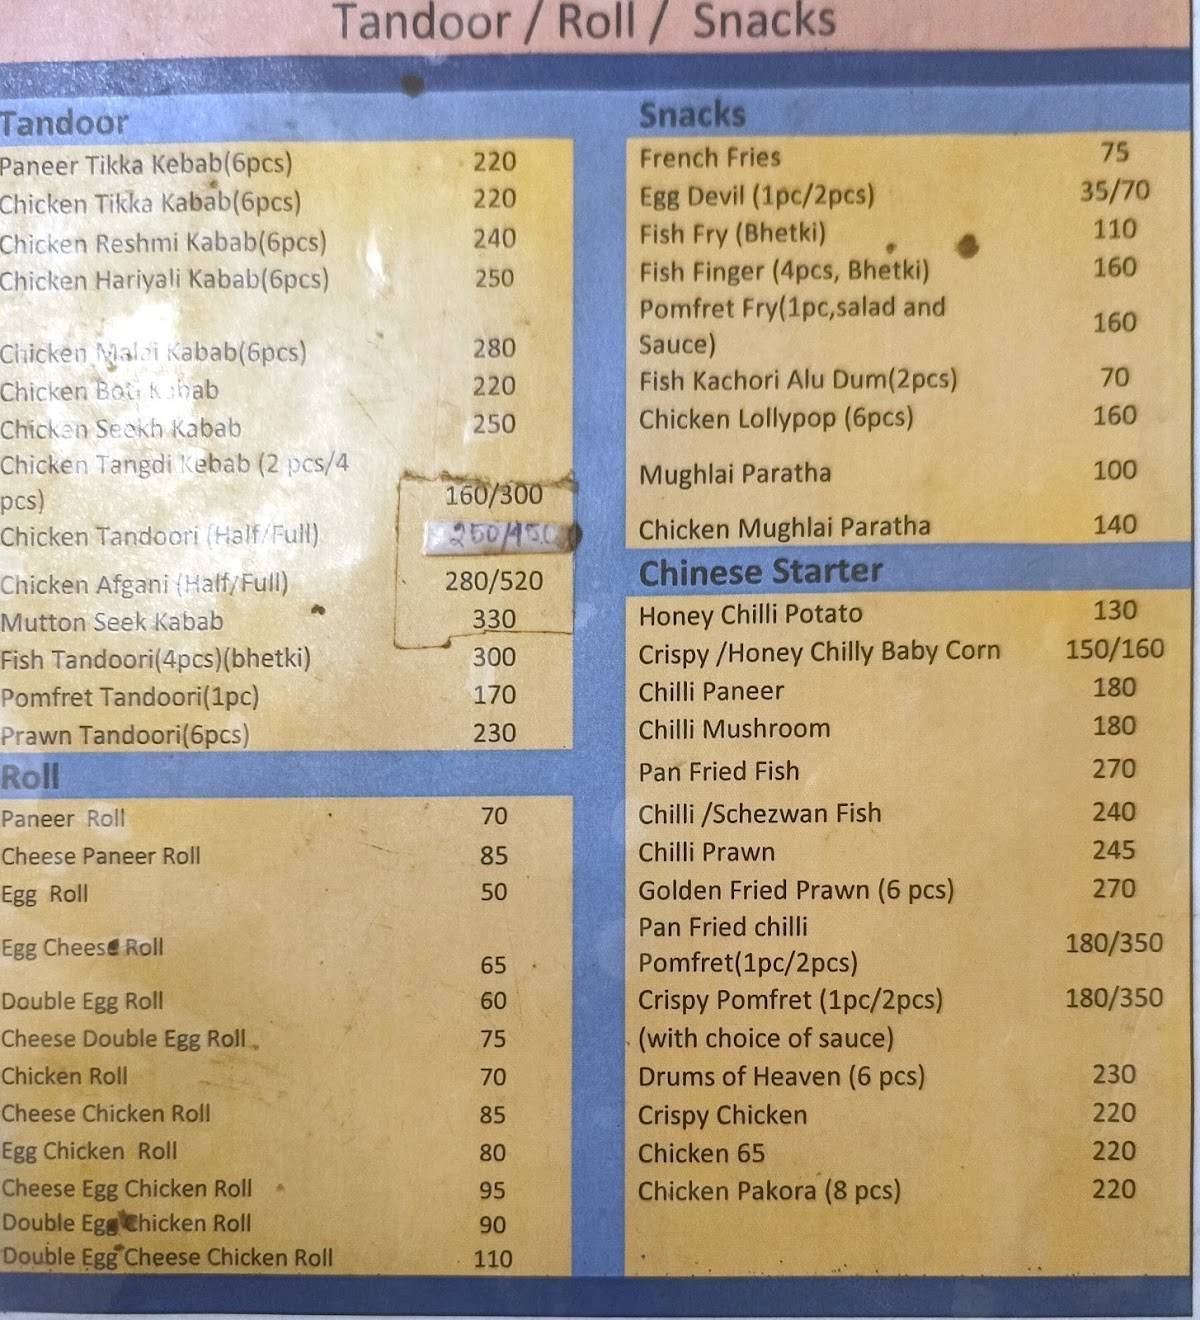 Tandoor / Roll / Snacks
Tandoor
Paneer Tikka Kebab(6pcs) 220
Chicken Tikka Kabab(6pcs) 220
Chicken Reshmi Kabab(6pcs) 240
Chicken Hariyali Kabab(6pcs) 250
Chicken Malai Kabab(6pcs) 280
Chicken Boti Kabab 220
Chicken Seekh Kabab 250
Chicken Tangdi Kebab (2 pcs/4
pcs) 160/300
Chicken Tandoori (Half/Full) 250/450
Chicken Afgani (Half/Full) 280/520
Mutton Seek Kabab 330
Fish Tandoori(4pcs)(bhetki) 300
Pomfret Tandoori(1pc) 170
Prawn Tandoori(6pcs) 230
Roll
Paneer Roll 70
Cheese Paneer Roll 85
Egg Roll 50
Egg Cheese Roll 65
Double Egg Roll 60
Cheese Double Egg Roll 75
Chicken Roll 70
Cheese Chicken Roll 85
Egg Chicken Roll 80
Cheese Egg Chicken Roll 95
Double Egg Chicken Roll 90
Double Egg Cheese Chicken Roll 110
Snacks
French Fries 75
Egg Devil (1pc/2pcs) 35/70
Fish Fry (Bhetki) 110
Fish Finger (4pcs, Bhetki) 160
Pomfret Fry(1pc,salad and
Sauce) 160
Fish Kachori Alu Dum(2pcs) 70
Chicken Lollypop (6pcs) 160
Mughlai Paratha 100
Chicken Mughlai Paratha 140
Chinese Starter
Honey Chilli Potato 130
Crispy /Honey Chilly Baby Corn 150/160
Chilli Paneer 180
Chilli Mushroom 180
Pan Fried Fish 270
Chilli /Schezwan Fish 240
Chilli Prawn 245
Golden Fried Prawn (6 pcs) 270
Pan Fried chilli
Pomfret(1pc/2pcs) 180/350
Crispy Pomfret (1pc/2pcs) 180/350
(with choice of sauce)
Drums of Heaven (6 pcs) 230
Crispy Chicken 220
Chicken 65 220
Chicken Pakora (8 pcs) 220